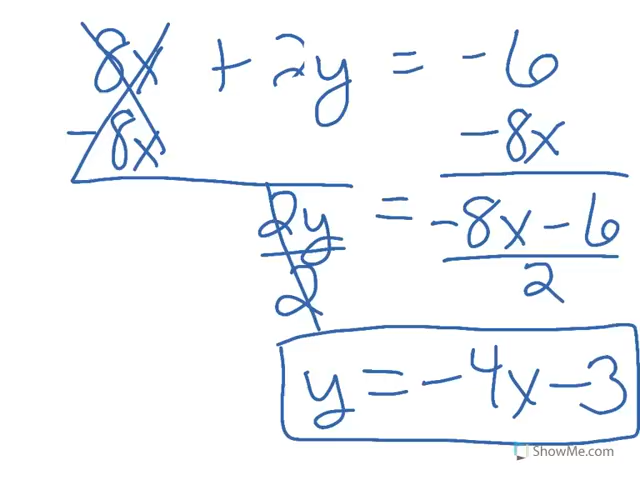 8x + 2y = -6
-8x -8x
2y = -8x - 6
2 2
y = -4x - 3
ShowMe.com